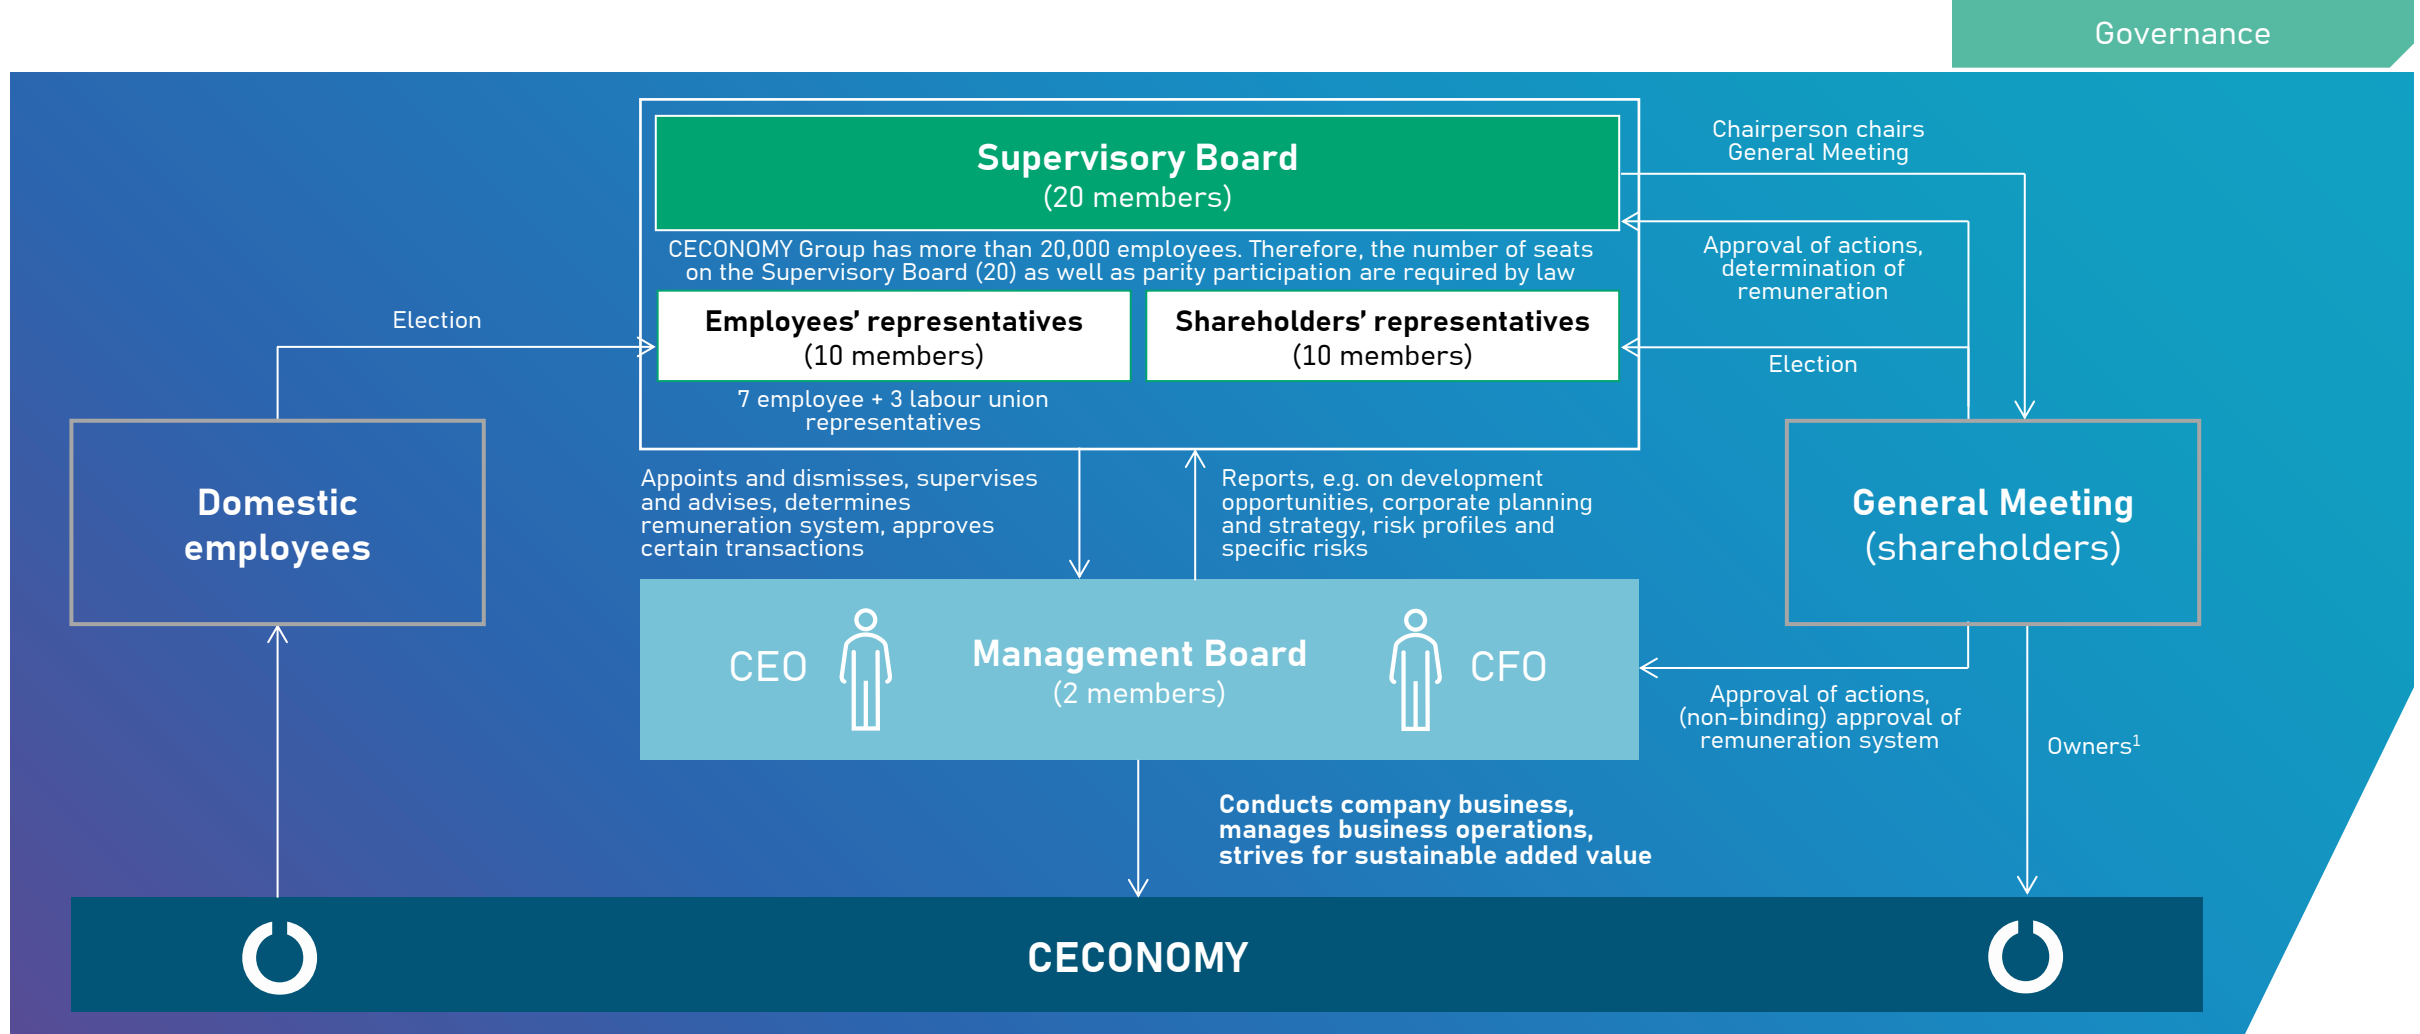 Governance
Supervisory Board
(20 members)
CECONOMY Group has more than 20,000 employees. Therefore, the number of seats
on the Supervisory Board (20) as well as parity participation are required by law
Employees’ representatives
(10 members)
Shareholders’ representatives
(10 members)
7 employee + 3 labour union
representatives
Chairperson chairs
General Meeting
Approval of actions,
determination of
remuneration
Election
Election
Domestic
employees
General Meeting
(shareholders)
Appoints and dismisses, supervises
and advises, determines
remuneration system, approves
certain transactions
Reports, e.g. on development
opportunities, corporate planning
and strategy, risk profiles and
specific risks
CEO
Management Board
(2 members)
CFO
Approval of actions,
(non-binding) approval of
remuneration system
Owners¹
Conducts company business,
manages business operations,
strives for sustainable added value
CECONOMY